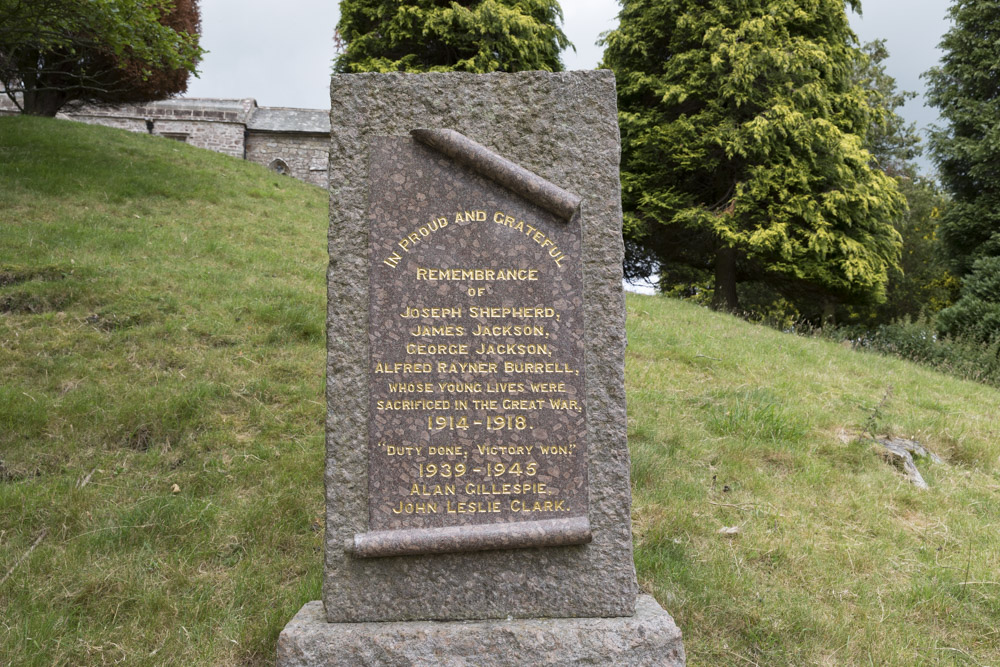 IN PROUD AND GRATEFUL
REMEMBRANCE
OF
JOSEPH SHEPHERD,
JAMES JACKSON,
GEORGE JACKSON,
ALFRED RAYNER BURRELL,
WHOSE YOUNG LIVES WERE
SACRIFICED IN THE GREAT WAR,
1914-1918.
"DUTY DONE, VICTORY WON."
1939-1945
ALAN GILLESPIE,
JOHN LESLIE CLARK.